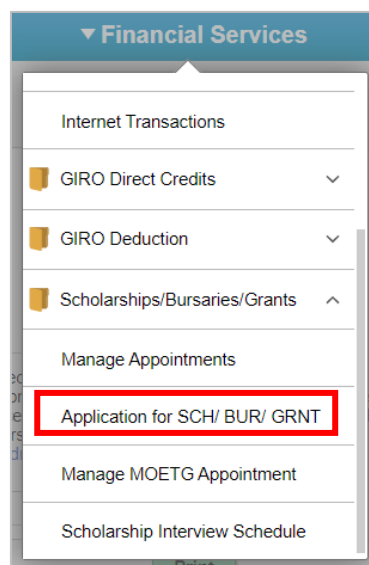 ▼ Financial Services
Internet Transactions
GIRO Direct Credits
GIRO Deduction
Scholarships/Bursaries/Grants
Manage Appointments
Application for SCH/ BUR/ GRNT
Manage MOETG Appointment
Scholarship Interview Schedule